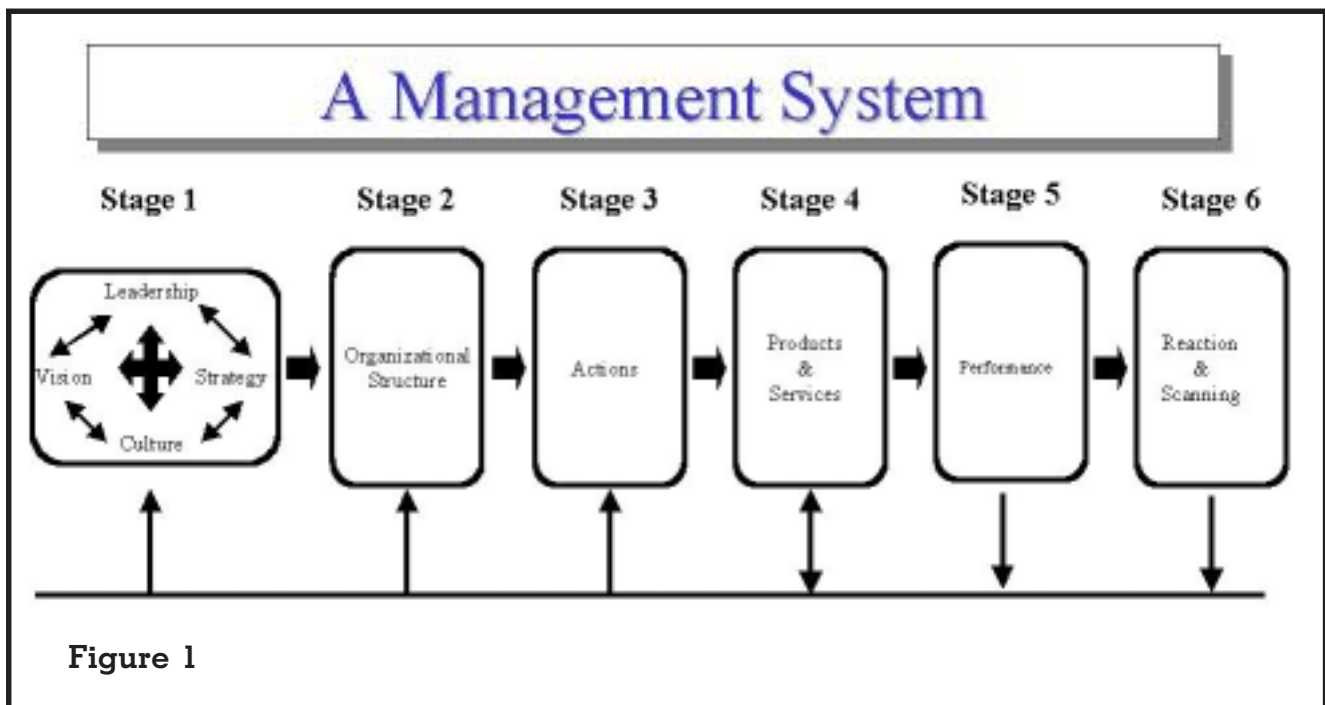 A Management System
Stage 1
Stage 2
Stage 3
Stage 4
Stage 5
Stage 6
Leadership
Vision
Strategy
Culture
Organizational
Structure
Actions
Products
&
Services
Performance
Reaction
&
Scanning
Figure 1